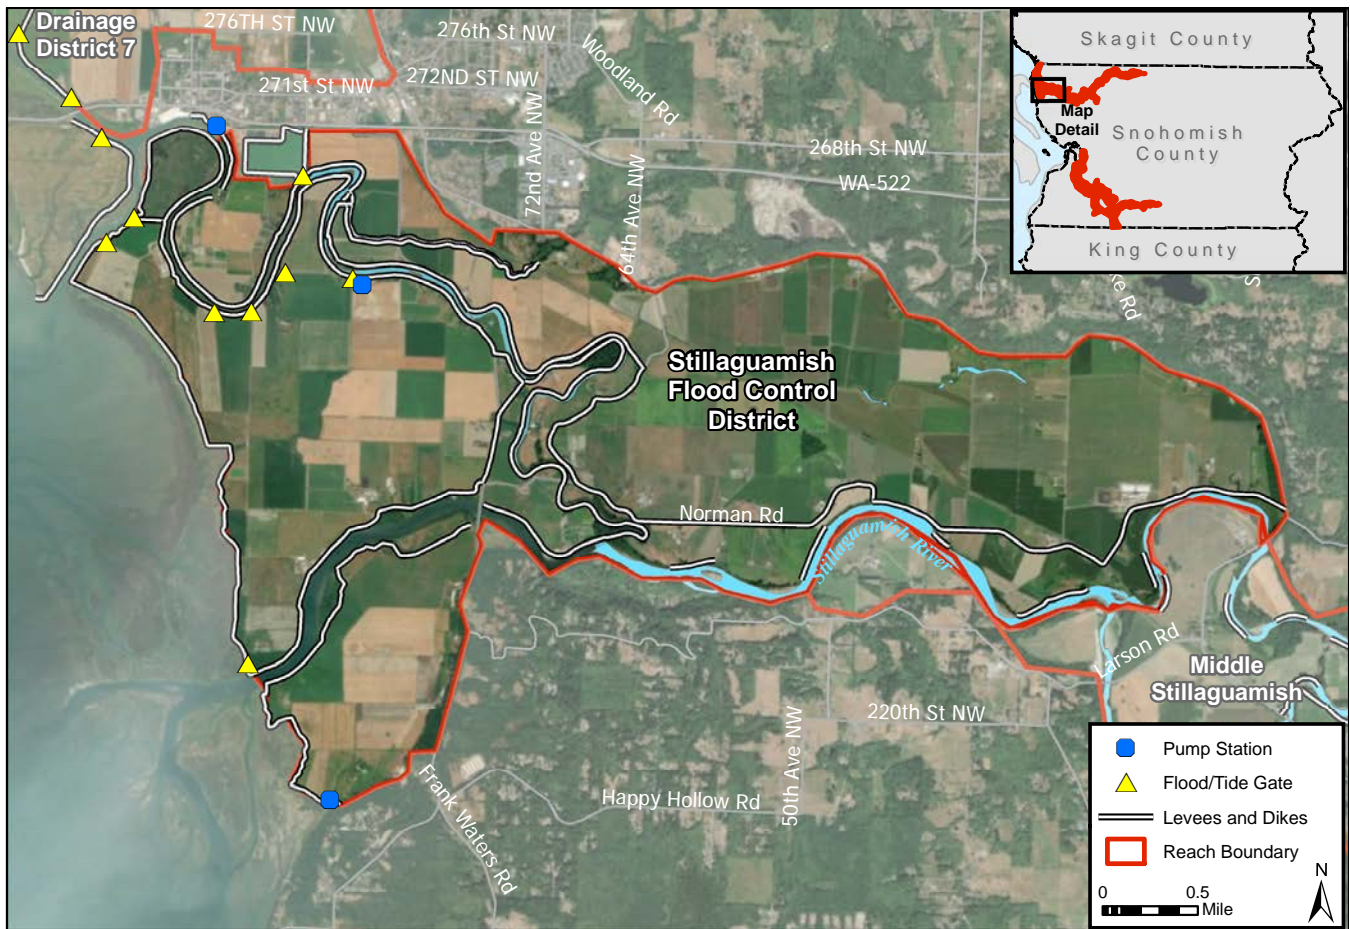 Drainage
District 7
276TH ST NW
276th St NW
Woodland Rd
271st St NW
272ND ST NW
72nd Ave NW
64th Ave NW
268th St NW
WA-522
Skagit County
Map
Detail
Snohomish
County
King County
ke Rd
S
Stillaguamish
Flood Control
District
Norman Rd
Stillaguamish River
Larson Rd
Middle
Stillaguamish
220th St NW
50th Ave NW
Happy Hollow Rd
Frank Waters Rd
Pump Station
Flood/Tide Gate
Levees and Dikes
Reach Boundary
0 0.5
Mile
N